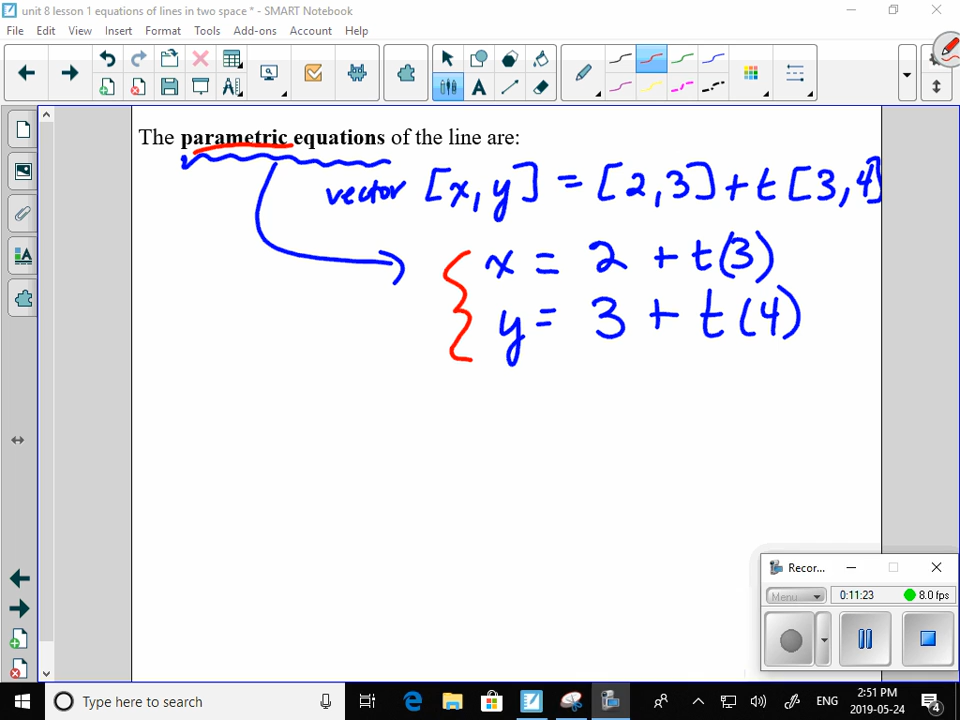 unit 8 lesson 1 equations of lines in two space * - SMART Notebook
File Edit View Insert Format Tools Add-ons Account Help
The parametric equations of the line are:
vector [x, y] = [2, 3] + t [3, 4]
x = 2 + t(3)
y = 3 + t(4)
Recor...
Menu 0:11:23 8.0 fps
Type here to search
ENG
2:51 PM
2019-05-24
4